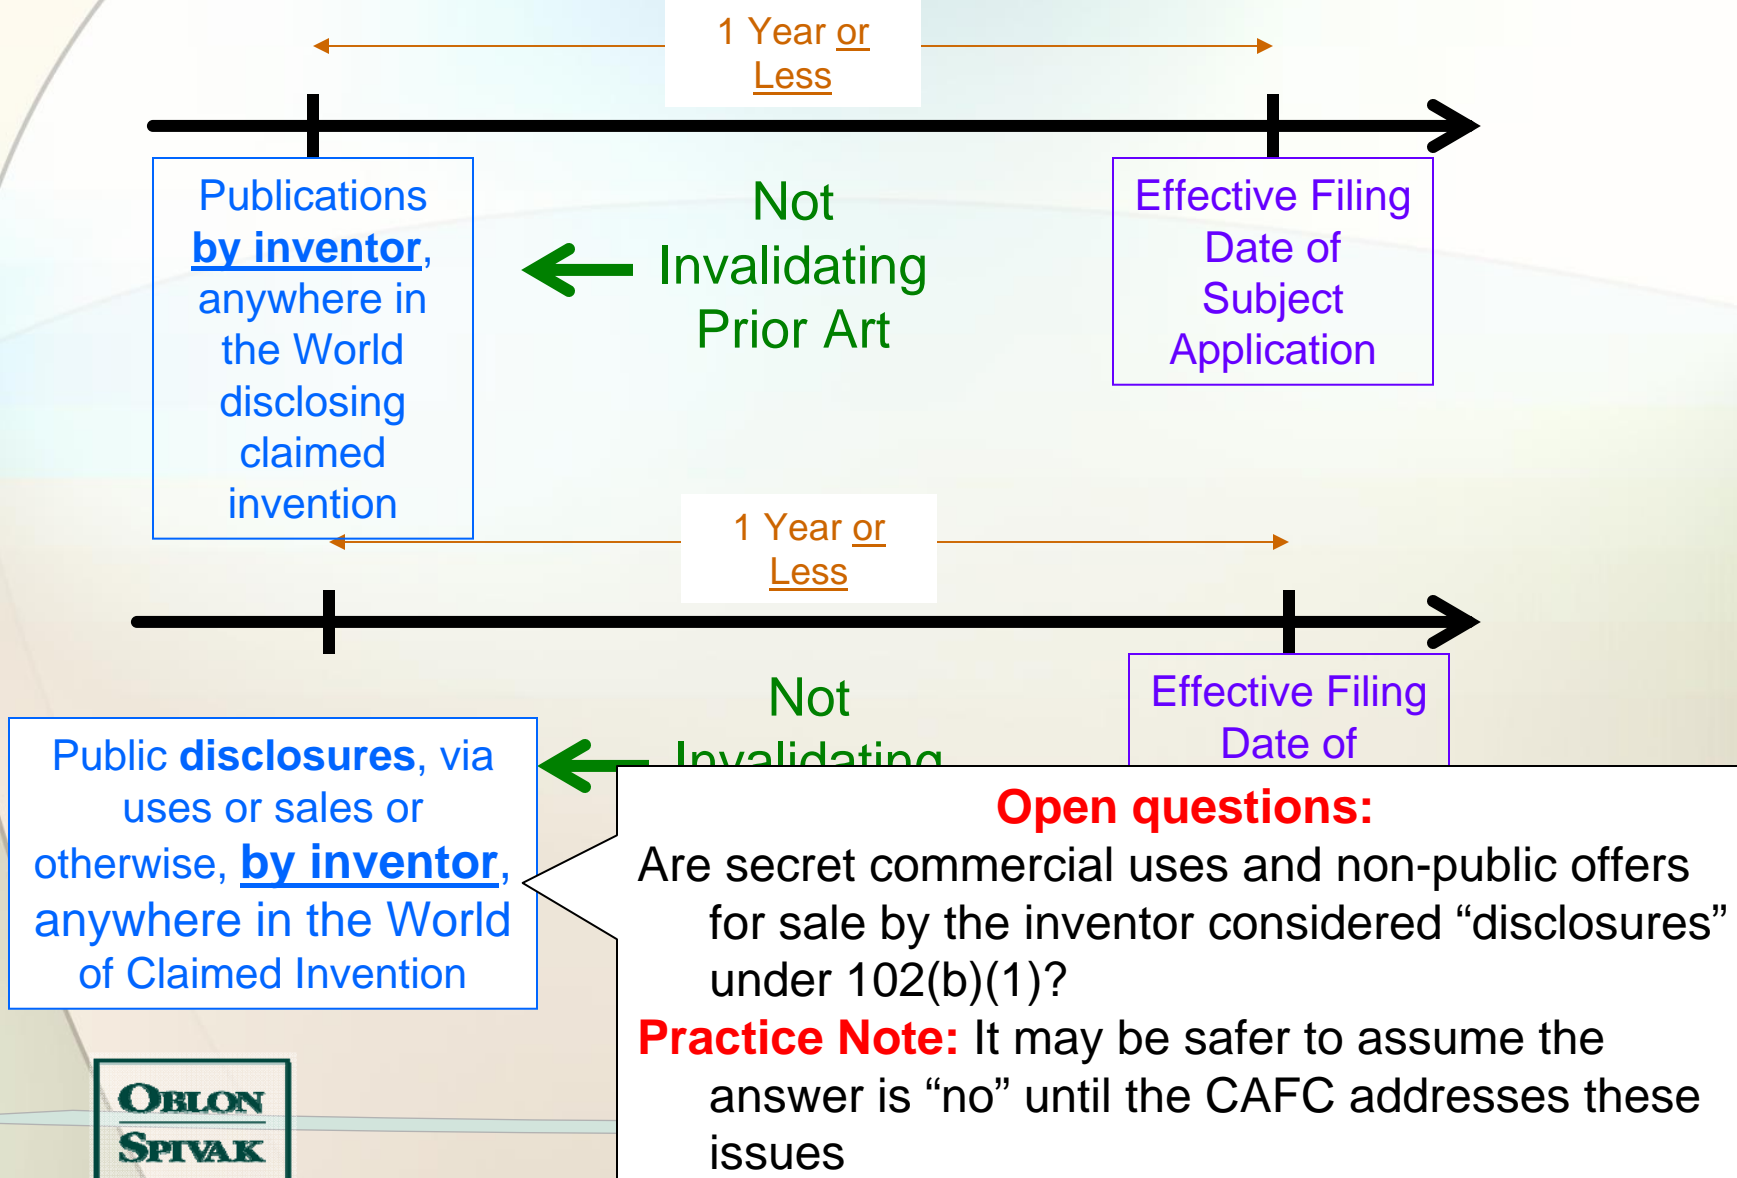 1 Year or
Less
Publications
by inventor,
anywhere in
the World
disclosing
claimed
invention
Not
Invalidating
Prior Art
Effective Filing
Date of
Subject
Application
1 Year or
Less
Public disclosures, via
uses or sales or
otherwise, by inventor,
anywhere in the World
of Claimed Invention
Not
Invalidating
Effective Filing
Date of
Open questions:
Are secret commercial uses and non-public offers
for sale by the inventor considered “disclosures”
under 102(b)(1)?
Practice Note: It may be safer to assume the
answer is “no” until the CAFC addresses these
issues
OBLON
SPIVAK